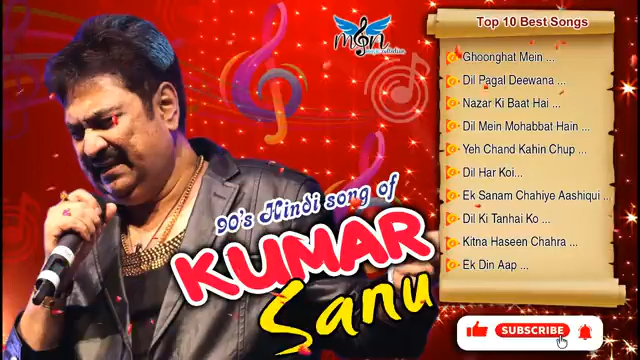 mgn
Top 10 Best Songs
Ghoonghat Mein ...
Dil Pagal Deewana ...
Nazar Ki Baat Hai ...
Dil Mein Mohabbat Hain ...
Yeh Chand Kahin Chup ...
Dil Har Koi...
Ek Sanam Chahiye Aashiqui ...
Dil Ki Tanhai Ko ...
Kitna Haseen Chahra ...
Ek Din Aap ...
90's Hindi song of
KUMAR
Sanu
SUBSCRIBE